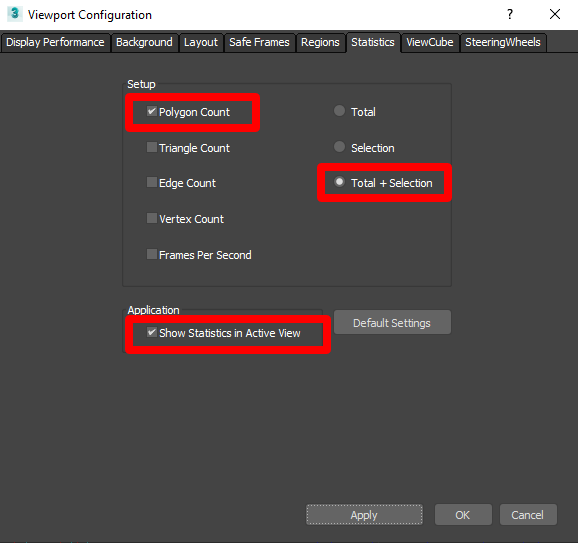 3 Viewport Configuration ? ×
Display Performance Background Layout Safe Frames Regions Statistics ViewCube SteeringWheels
Setup
Polygon Count Total
Triangle Count Selection
Edge Count Total + Selection
Vertex Count
Frames Per Second
Application
Show Statistics in Active View Default Settings
Apply OK Cancel